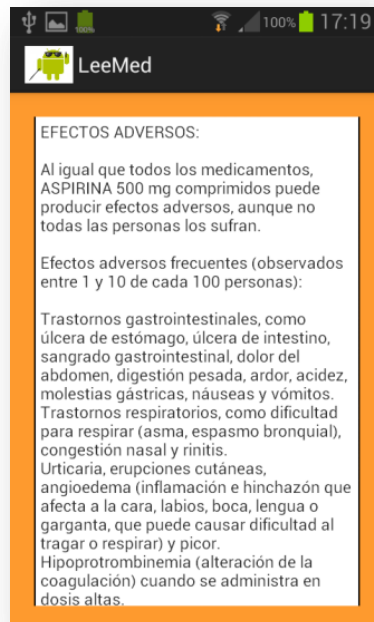 100% 17:19
100%
LeeMed
EFECTOS ADVERSOS:
Al igual que todos los medicamentos,
ASPIRINA 500 mg comprimidos puede
producir efectos adversos, aunque no
todas las personas los sufran.
Efectos adversos frecuentes (observados
entre 1 y 10 de cada 100 personas):
Trastornos gastrointestinales, como
úlcera de estómago, úlcera de intestino,
sangrado gastrointestinal, dolor del
abdomen, digestión pesada, ardor, acidez,
molestias gástricas, náuseas y vómitos.
Trastornos respiratorios, como dificultad
para respirar (asma, espasmo bronquial),
congestión nasal y rinitis.
Urticaria, erupciones cutáneas,
angioedema (inflamación e hinchazón que
afecta a la cara, labios, boca, lengua o
garganta, que puede causar dificultad al
tragar o respirar) y picor.
Hipoprotrombinemia (alteración de la
coagulación) cuando se administra en
dosis altas.